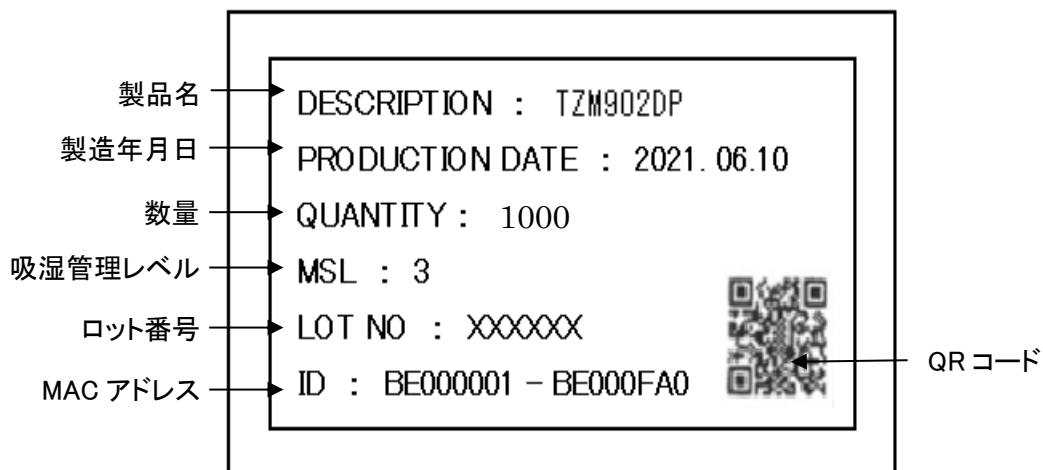 製品名
DESCRIPTION : TZM902DP
製造年月日
PRODUCTION DATE : 2021.06.10
数量
QUANTITY : 1000
吸湿管理レベル
MSL : 3
ロット番号
LOT NO : XXXXXX
QR コード
MAC アドレス
ID : BE000001 - BE000FA0